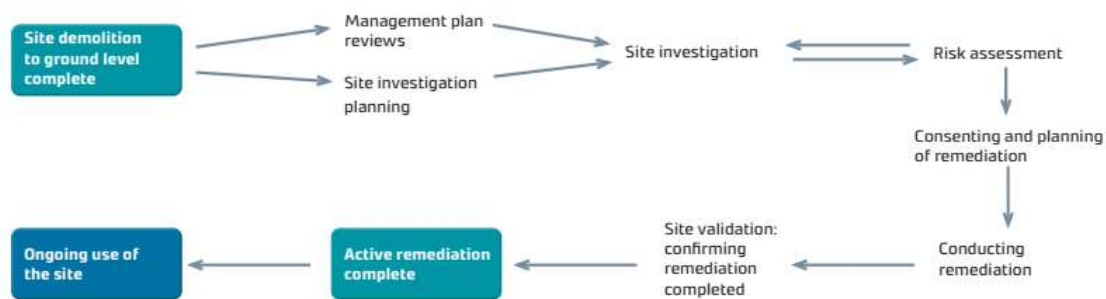 Site demolition
to ground level
complete
Management plan
reviews
Site investigation
planning
Site investigation
Risk assessment
Consenting and planning
of remediation
Conducting
remediation
Site validation:
confirming
remediation
completed
Active remediation
complete
Ongoing use of
the site